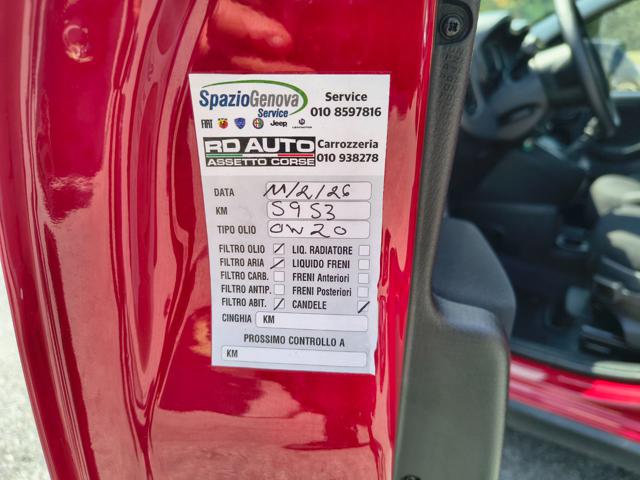 SpazioGenova
Service
Service
010 8597816
FIAT
Jeep
RD AUTO
ASSETTO CORSE
Carrozzeria
010 938278
DATA 11/2/26
KM 5953
TIPO OLIO 0W20
FILTRO OLIO LIQ. RADIATORE
FILTRO ARIA LIQUIDO FRENI
FILTRO CARB. FRENI Anteriori
FILTRO ANTIP. FRENI Posteriori
FILTRO ABIT. CANDELE
CINGHIA KM
PROSSIMO CONTROLLO A
KM